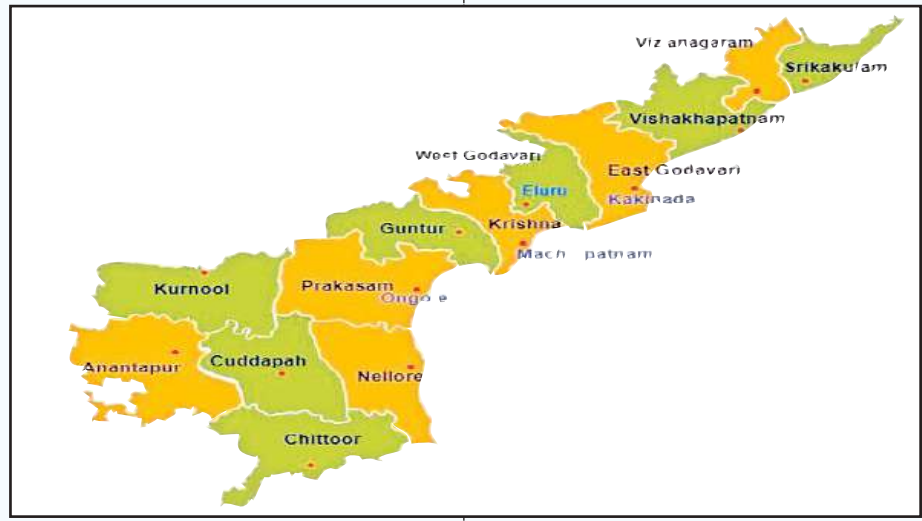 Viz anagaram
Srikakulam
Vishakhapatnam
West Godavari
East Godavari
Eluru
Kakinada
Krishna
Guntur
Mach patnam
Kurnool
Prakasam
Ongo e
Anantapur
Cuddapah
Nellore
Chittoor